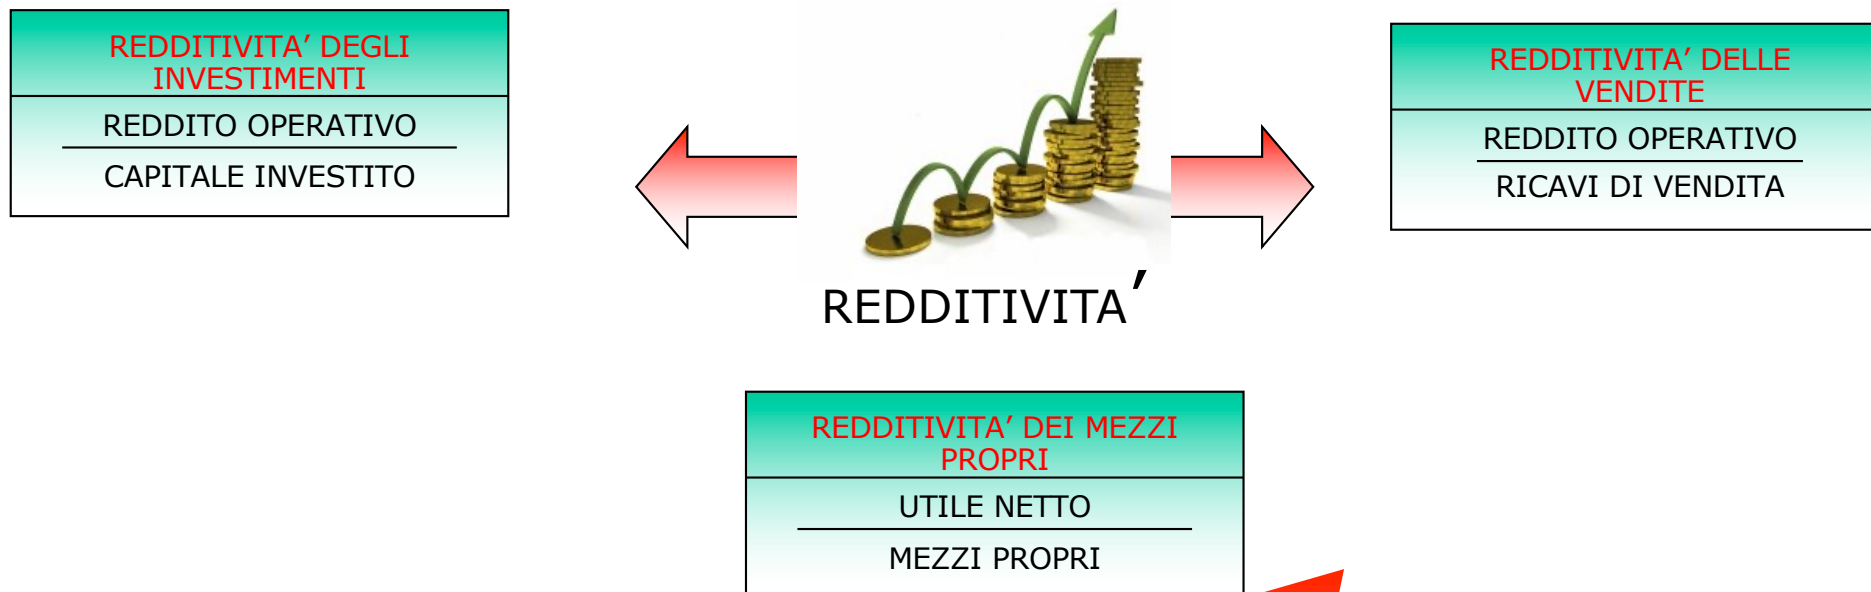 REDDITIVITA’ DEGLI
INVESTIMENTI
REDDITO OPERATIVO
CAPITALE INVESTITO
REDDITIVITA’ DELLE
VENDITE
REDDITO OPERATIVO
RICAVI DI VENDITA
REDDITIVITA’
REDDITIVITA’ DEI MEZZI
PROPRI
UTILE NETTO
MEZZI PROPRI